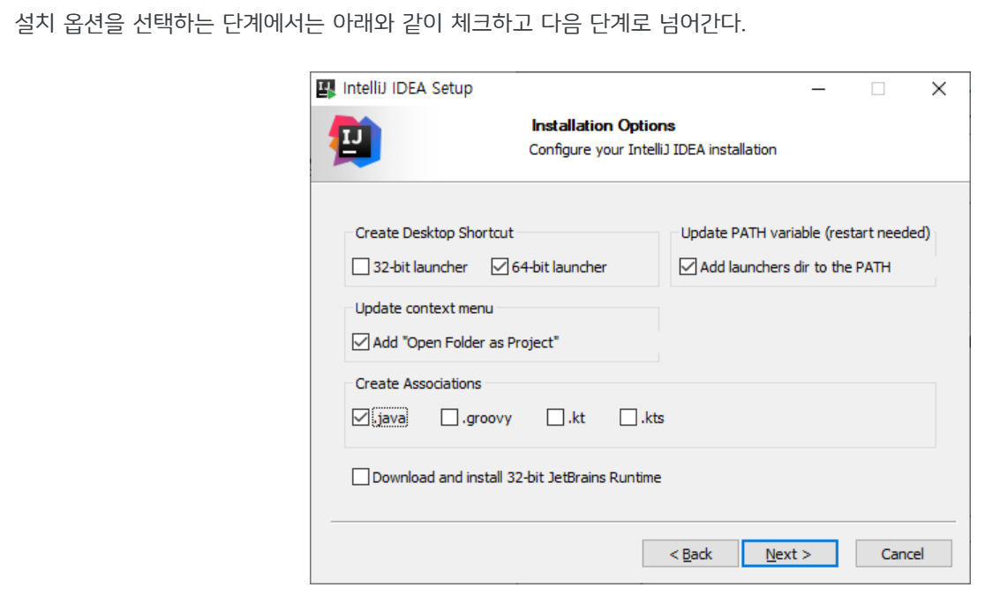 설치 옵션을 선택하는 단계에서는 아래와 같이 체크하고 다음 단계로 넘어간다.
IntelliJ IDEA Setup
IJ
Installation Options
Configure your IntelliJ IDEA installation
Create Desktop Shortcut
32-bit launcher 64-bit launcher
Update PATH variable (restart needed)
Add launchers dir to the PATH
Update context menu
Add "Open Folder as Project"
Create Associations
.java .groovy .kt .kts
Download and install 32-bit JetBrains Runtime
< Back Next > Cancel